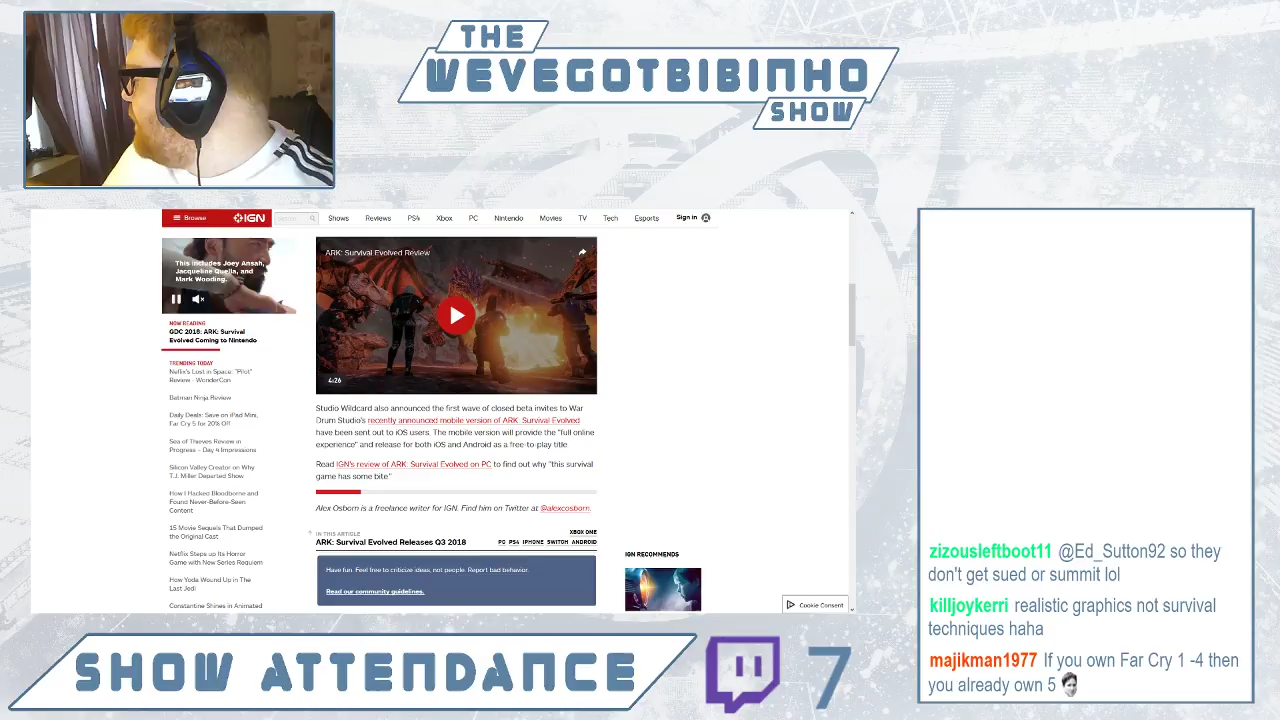 THE
WEVEGOTBIBINHO
SHOW
Browse
IGN
Search
Shows
Reviews
PS4
Xbox
PC
Nintendo
Movies
TV
Tech
Esports
Sign in
This includes Joey Ansah,
Jacqueline Quella, and
Mark Wooding.
NOW READING
GDC 2018: ARK: Survival
Evolved Coming to Nintendo
TRENDING TODAY
Netflix's Lost in Space: "Pilot"
Review - WonderCon
Batman Ninja Review
Daily Deals: Save on iPad Mini,
Far Cry 5 for 20% Off
Sea of Thieves Review in
Progress – Day 4 Impressions
Silicon Valley Creator on Why
T.J. Miller Departed Show
How I Hacked Bloodborne and
Found Never-Before-Seen
Content
15 Movie Sequels That Dumped
the Original Cast
Netflix Steps up Its Horror
Game with New Series Requiem
How Yoda Wound Up in The
Last Jedi
Constantine Shines in Animated
ARK: Survival Evolved Review
4:26
Studio Wildcard also announced the first wave of closed beta invites to War
Drum Studio's recently announced mobile version of ARK: Survival Evolved
have been sent out to iOS users. The mobile version will provide the "full online
experience" and release for both iOS and Android as a free-to-play title.
Read IGN's review of ARK: Survival Evolved on PC to find out why "this survival
game has some bite."
Alex Osborn is a freelance writer for IGN. Find him on Twitter at @alexcosborn.
IN THIS ARTICLE
ARK: Survival Evolved Releases Q3 2018
XBOX ONE
PC PS4 IPHONE SWITCH ANDROID
Have fun. Feel free to criticize ideas, not people. Report bad behavior.
Read our community guidelines.
IGN RECOMMENDS
Cookie Consent
zizousleftboot11 @Ed_Sutton92 so they
don't get sued or summit lol
killjoykerri realistic graphics not survival
techniques haha
majikman1977 If you own Far Cry 1 -4 then
you already own 5
SHOW ATTENDANCE
7